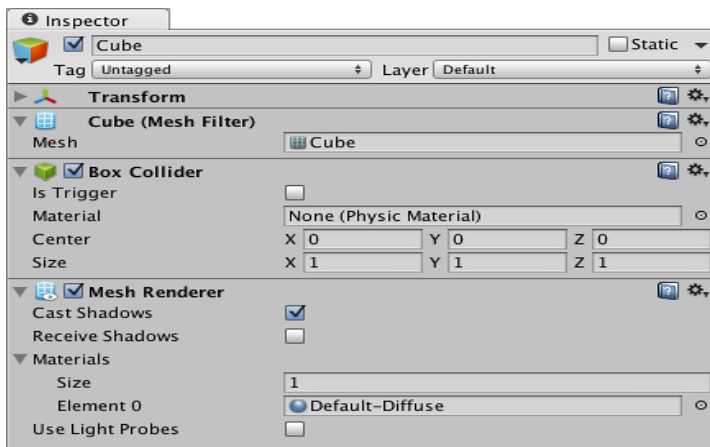 Inspector
Cube Static
Tag Untagged Layer Default
Transform
Cube (Mesh Filter)
Mesh Cube
Box Collider
Is Trigger
Material None (Physic Material)
Center X 0 Y 0 Z 0
Size X 1 Y 1 Z 1
Mesh Renderer
Cast Shadows
Receive Shadows
Materials
Size 1
Element 0 Default-Diffuse
Use Light Probes